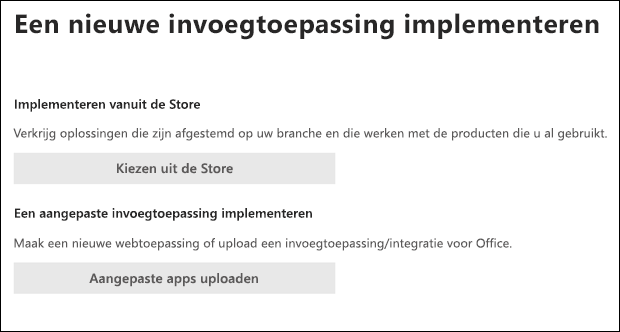 Een nieuwe invoegtoepassing implementeren
Implementeren vanuit de Store
Verkrijg oplossingen die zijn afgestemd op uw branche en die werken met de producten die u al gebruikt.
Kiezen uit de Store
Een aangepaste invoegtoepassing implementeren
Maak een nieuwe webtoepassing of upload een invoegtoepassing/integratie voor Office.
Aangepaste apps uploaden